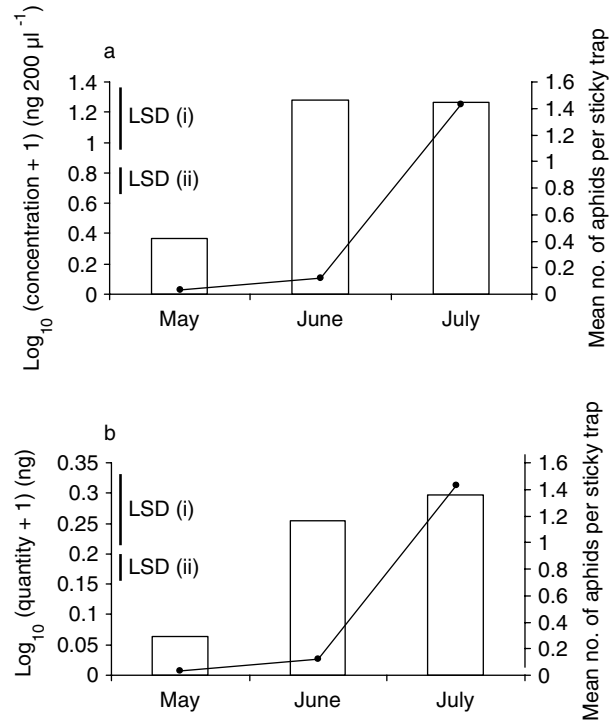 a
Log10 (concentration + 1) (ng 200 µl -1)
1.4
1.2
1
0.8
0.6
0.4
0.2
0
LSD (i)
LSD (ii)
1.6
1.4
1.2
1
0.8
0.6
0.4
0.2
0
Mean no. of aphids per sticky trap
May June July
b
Log10 (quantity + 1) (ng)
0.35
0.3
0.25
0.2
0.15
0.1
0.05
0
LSD (i)
LSD (ii)
1.6
1.4
1.2
1
0.8
0.6
0.4
0.2
0
Mean no. of aphids per sticky trap
May June July